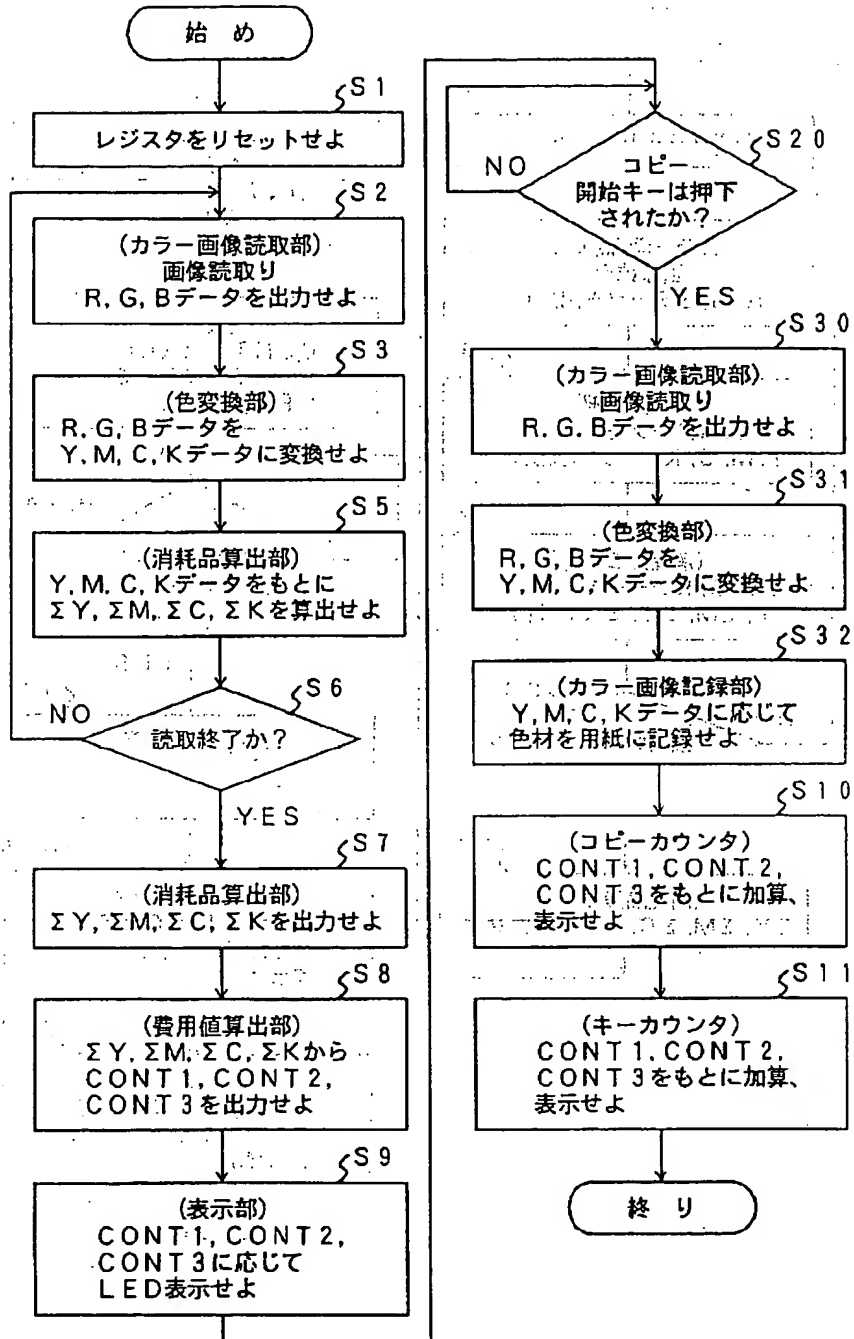 始め
S1
レジスタをリセットせよ
S2
(カラー画像読取部)
画像読取り
R, G, Bデータを出力せよ
S3
(色変換部)
R, G, Bデータを
Y, M, C, Kデータに変換せよ
S5
(消耗品算出部)
Y, M, C, Kデータをもとに
ΣY, ΣM, ΣC, ΣKを算出せよ
S6
NO
読取終了か?
YES
S7
(消耗品算出部)
ΣY, ΣM, ΣC, ΣKを出力せよ
S8
(費用値算出部)
ΣY, ΣM, ΣC, ΣKから
CONT1, CONT2,
CONT3を出力せよ
S9
(表示部)
CONT1, CONT2,
CONT3に応じて
LED表示せよ
S20
NO
コピー
開始キーは押下
されたか?
YES
S30
(カラー画像読取部)
画像読取り
R, G, Bデータを出力せよ
S31
(色変換部)
R, G, Bデータを
Y, M, C, Kデータに変換せよ
S32
(カラー画像記録部)
Y, M, C, Kデータに応じて
色材を用紙に記録せよ
S10
(コピーカウンタ)
CONT1, CONT2,
CONT3をもとに加算、
表示せよ
S11
(キーカウンタ)
CONT1, CONT2,
CONT3をもとに加算、
表示せよ
終り